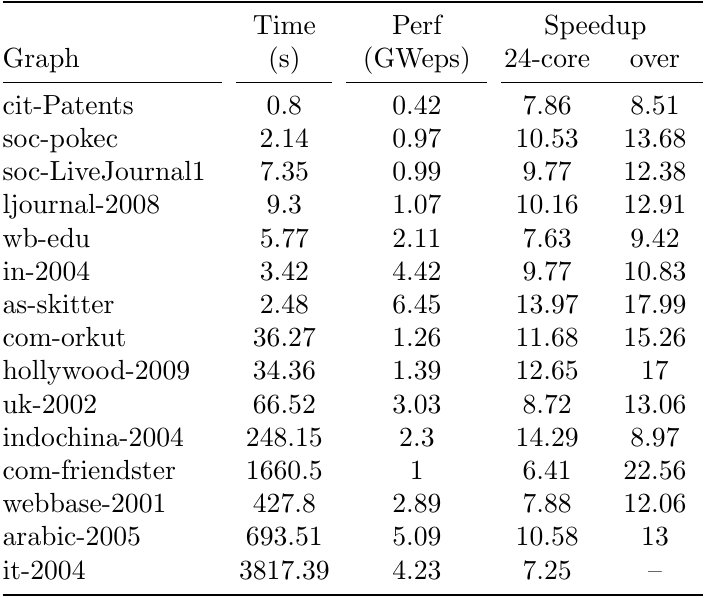 Time Perf Speedup
Graph (s) (GWeps) 24-core over
cit-Patents 0.8 0.42 7.86 8.51
soc-pokec 2.14 0.97 10.53 13.68
soc-LiveJournal1 7.35 0.99 9.77 12.38
ljournal-2008 9.3 1.07 10.16 12.91
wb-edu 5.77 2.11 7.63 9.42
in-2004 3.42 4.42 9.77 10.83
as-skitter 2.48 6.45 13.97 17.99
com-orkut 36.27 1.26 11.68 15.26
hollywood-2009 34.36 1.39 12.65 17
uk-2002 66.52 3.03 8.72 13.06
indochina-2004 248.15 2.3 14.29 8.97
com-friendster 1660.5 1 6.41 22.56
webbase-2001 427.8 2.89 7.88 12.06
arabic-2005 693.51 5.09 10.58 13
it-2004 3817.39 4.23 7.25 –